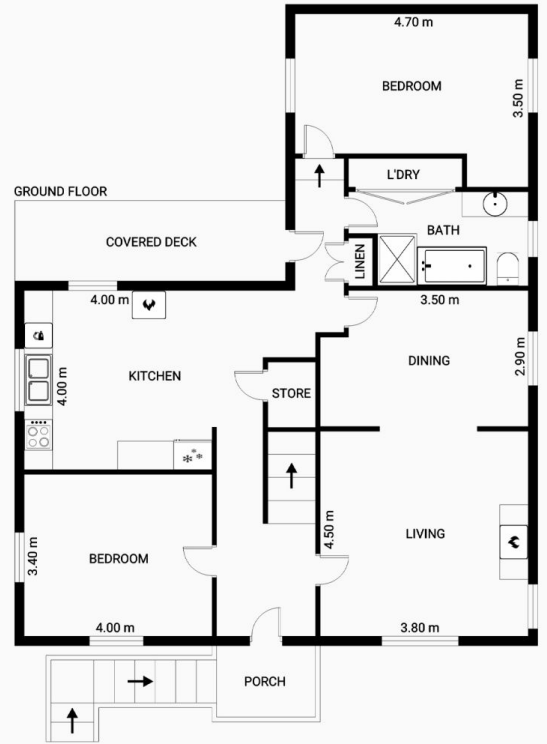 4.70 m
BEDROOM
3.50 m
L'DRY
GROUND FLOOR
COVERED DECK
BATH
LINEN
4.00 m
3.50 m
KITCHEN
4.00 m
DINING
2.90 m
STORE
BEDROOM
3.40 m
4.00 m
4.50 m
LIVING
3.80 m
PORCH